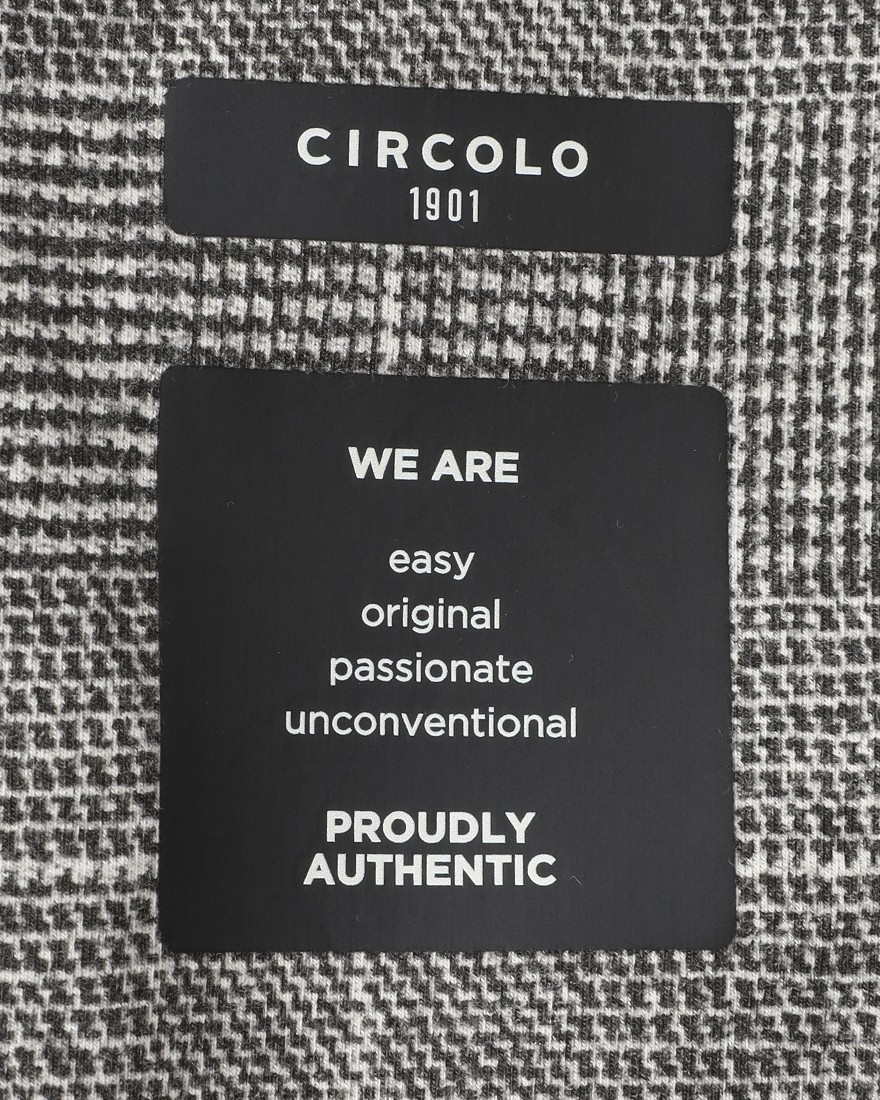 CIRCOLO
1901
WE ARE
easy
original
passionate
unconventional
PROUDLY
AUTHENTIC